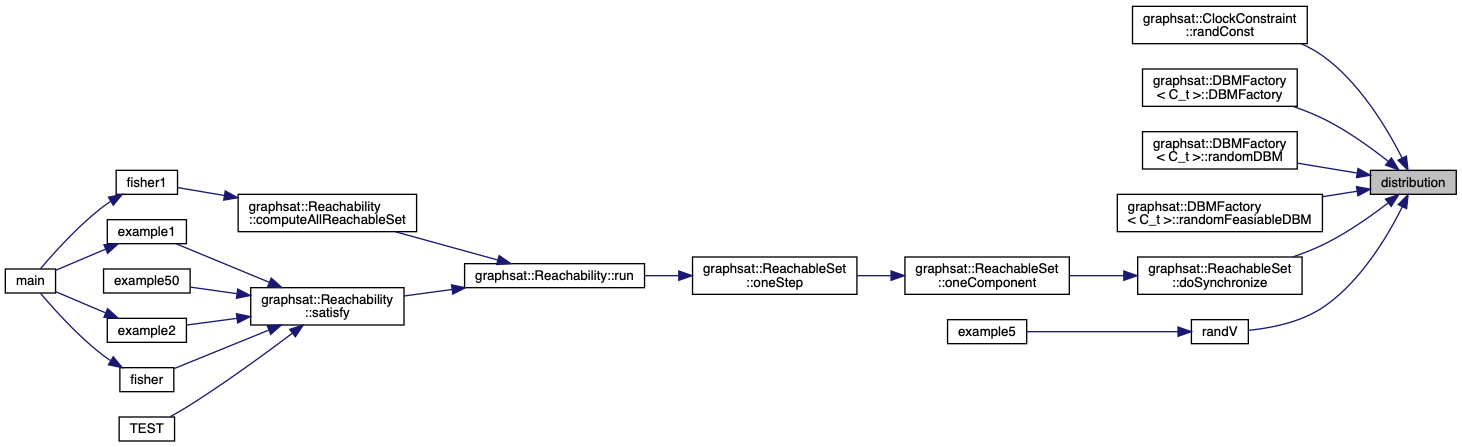 graphsat::ClockConstraint
::randConst
graphsat::DBMFactory
< C_t >::DBMFactory
graphsat::DBMFactory
< C_t >::randomDBM
distribution
fisher1
graphsat::Reachability
::computeAllReachableSet
graphsat::DBMFactory
< C_t >::randomFeasiableDBM
example1
main
example50
graphsat::Reachability
::satisfy
graphsat::Reachability::run
graphsat::ReachableSet
::oneStep
graphsat::ReachableSet
::oneComponent
graphsat::ReachableSet
::doSynchronize
example2
example5
randV
fisher
TEST